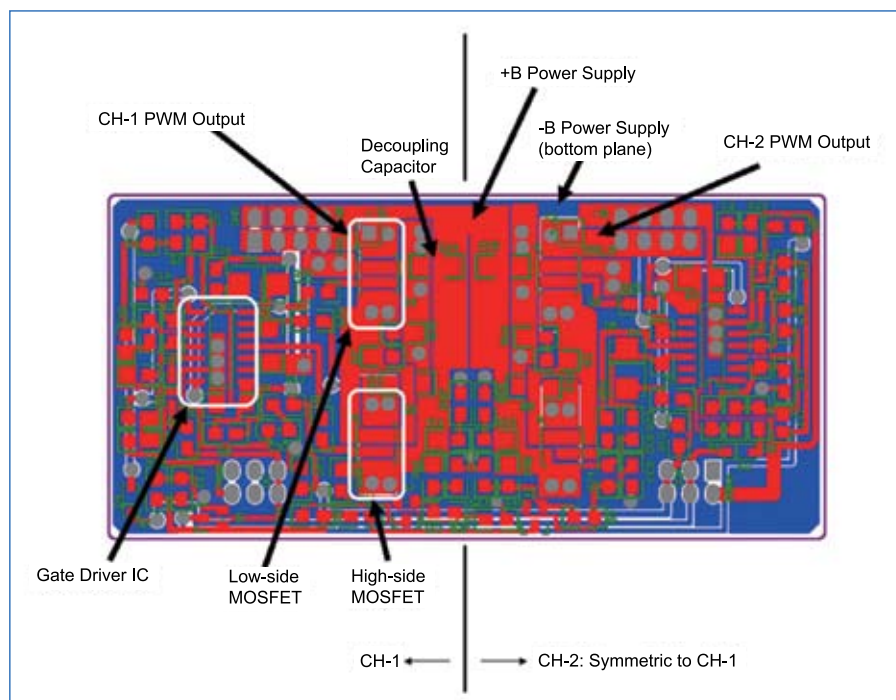 +B Power Supply
CH-1 PWM Output
Decoupling
Capacitor
-B Power Supply
(bottom plane)
CH-2 PWM Output
Gate Driver IC
Low-side
MOSFET
High-side
MOSFET
CH-1
CH-2: Symmetric to CH-1